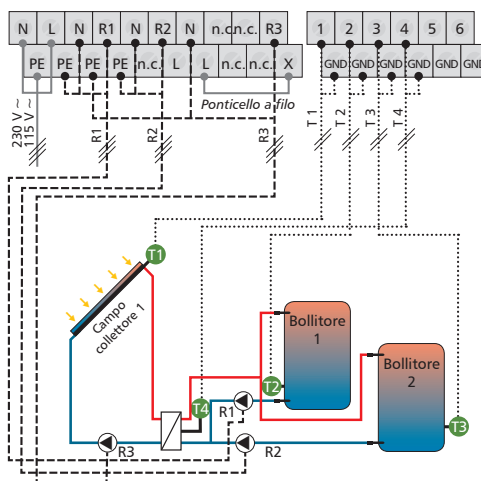 N L N R1 N R2 N n.c. n.c. R3
1 2 3 4 5 6
PE PE PE PE n.c. L L n.c. X
GND GND GND GND GND
Ponticello a filo
230 V ~
115 V ~
R1
R2
R3
T 1
T 2
T 3
T 4
T1
Campo
collettore 1
Bollitore
1
Bollitore
2
T2
T4
R1
T3
R3
R2